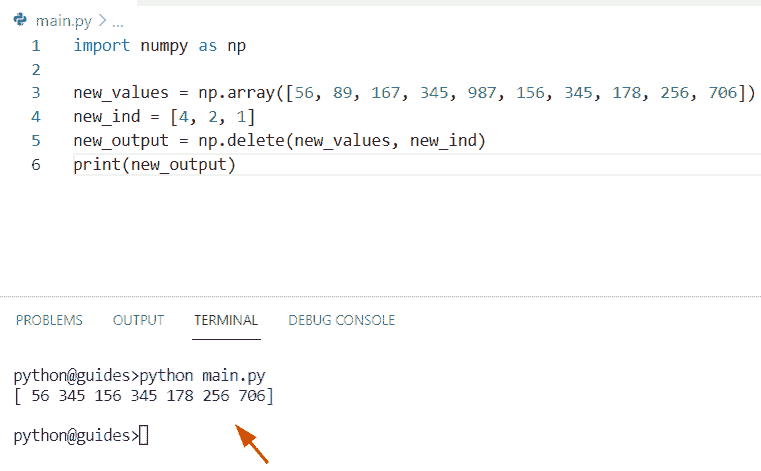 main.py > ...
1 import numpy as np
2
3 new_values = np.array([56, 89, 167, 345, 987, 156, 345, 178, 256, 706])
4 new_ind = [4, 2, 1]
5 new_output = np.delete(new_values, new_ind)
6 print(new_output)
PROBLEMS OUTPUT TERMINAL DEBUG CONSOLE
python@guides>python main.py
[ 56 345 156 345 178 256 706]
python@guides>